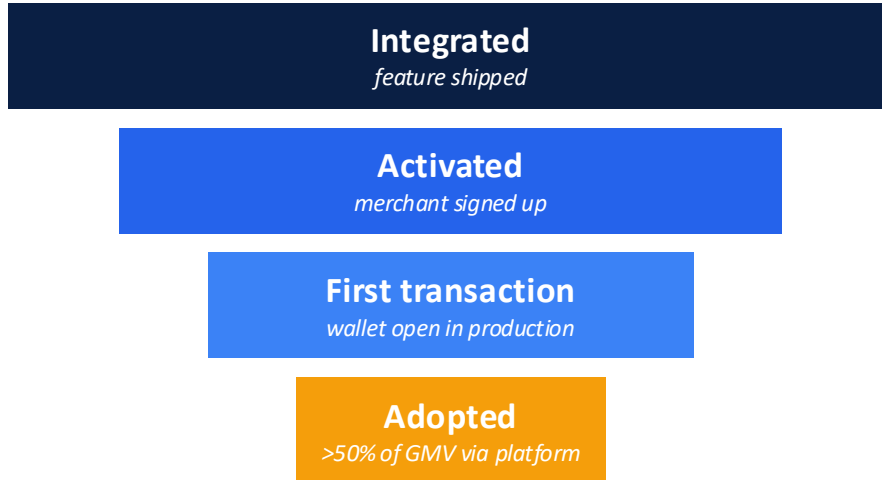 Integrated
feature shipped
Activated
merchant signed up
First transaction
wallet open in production
Adopted
>50% of GMV via platform